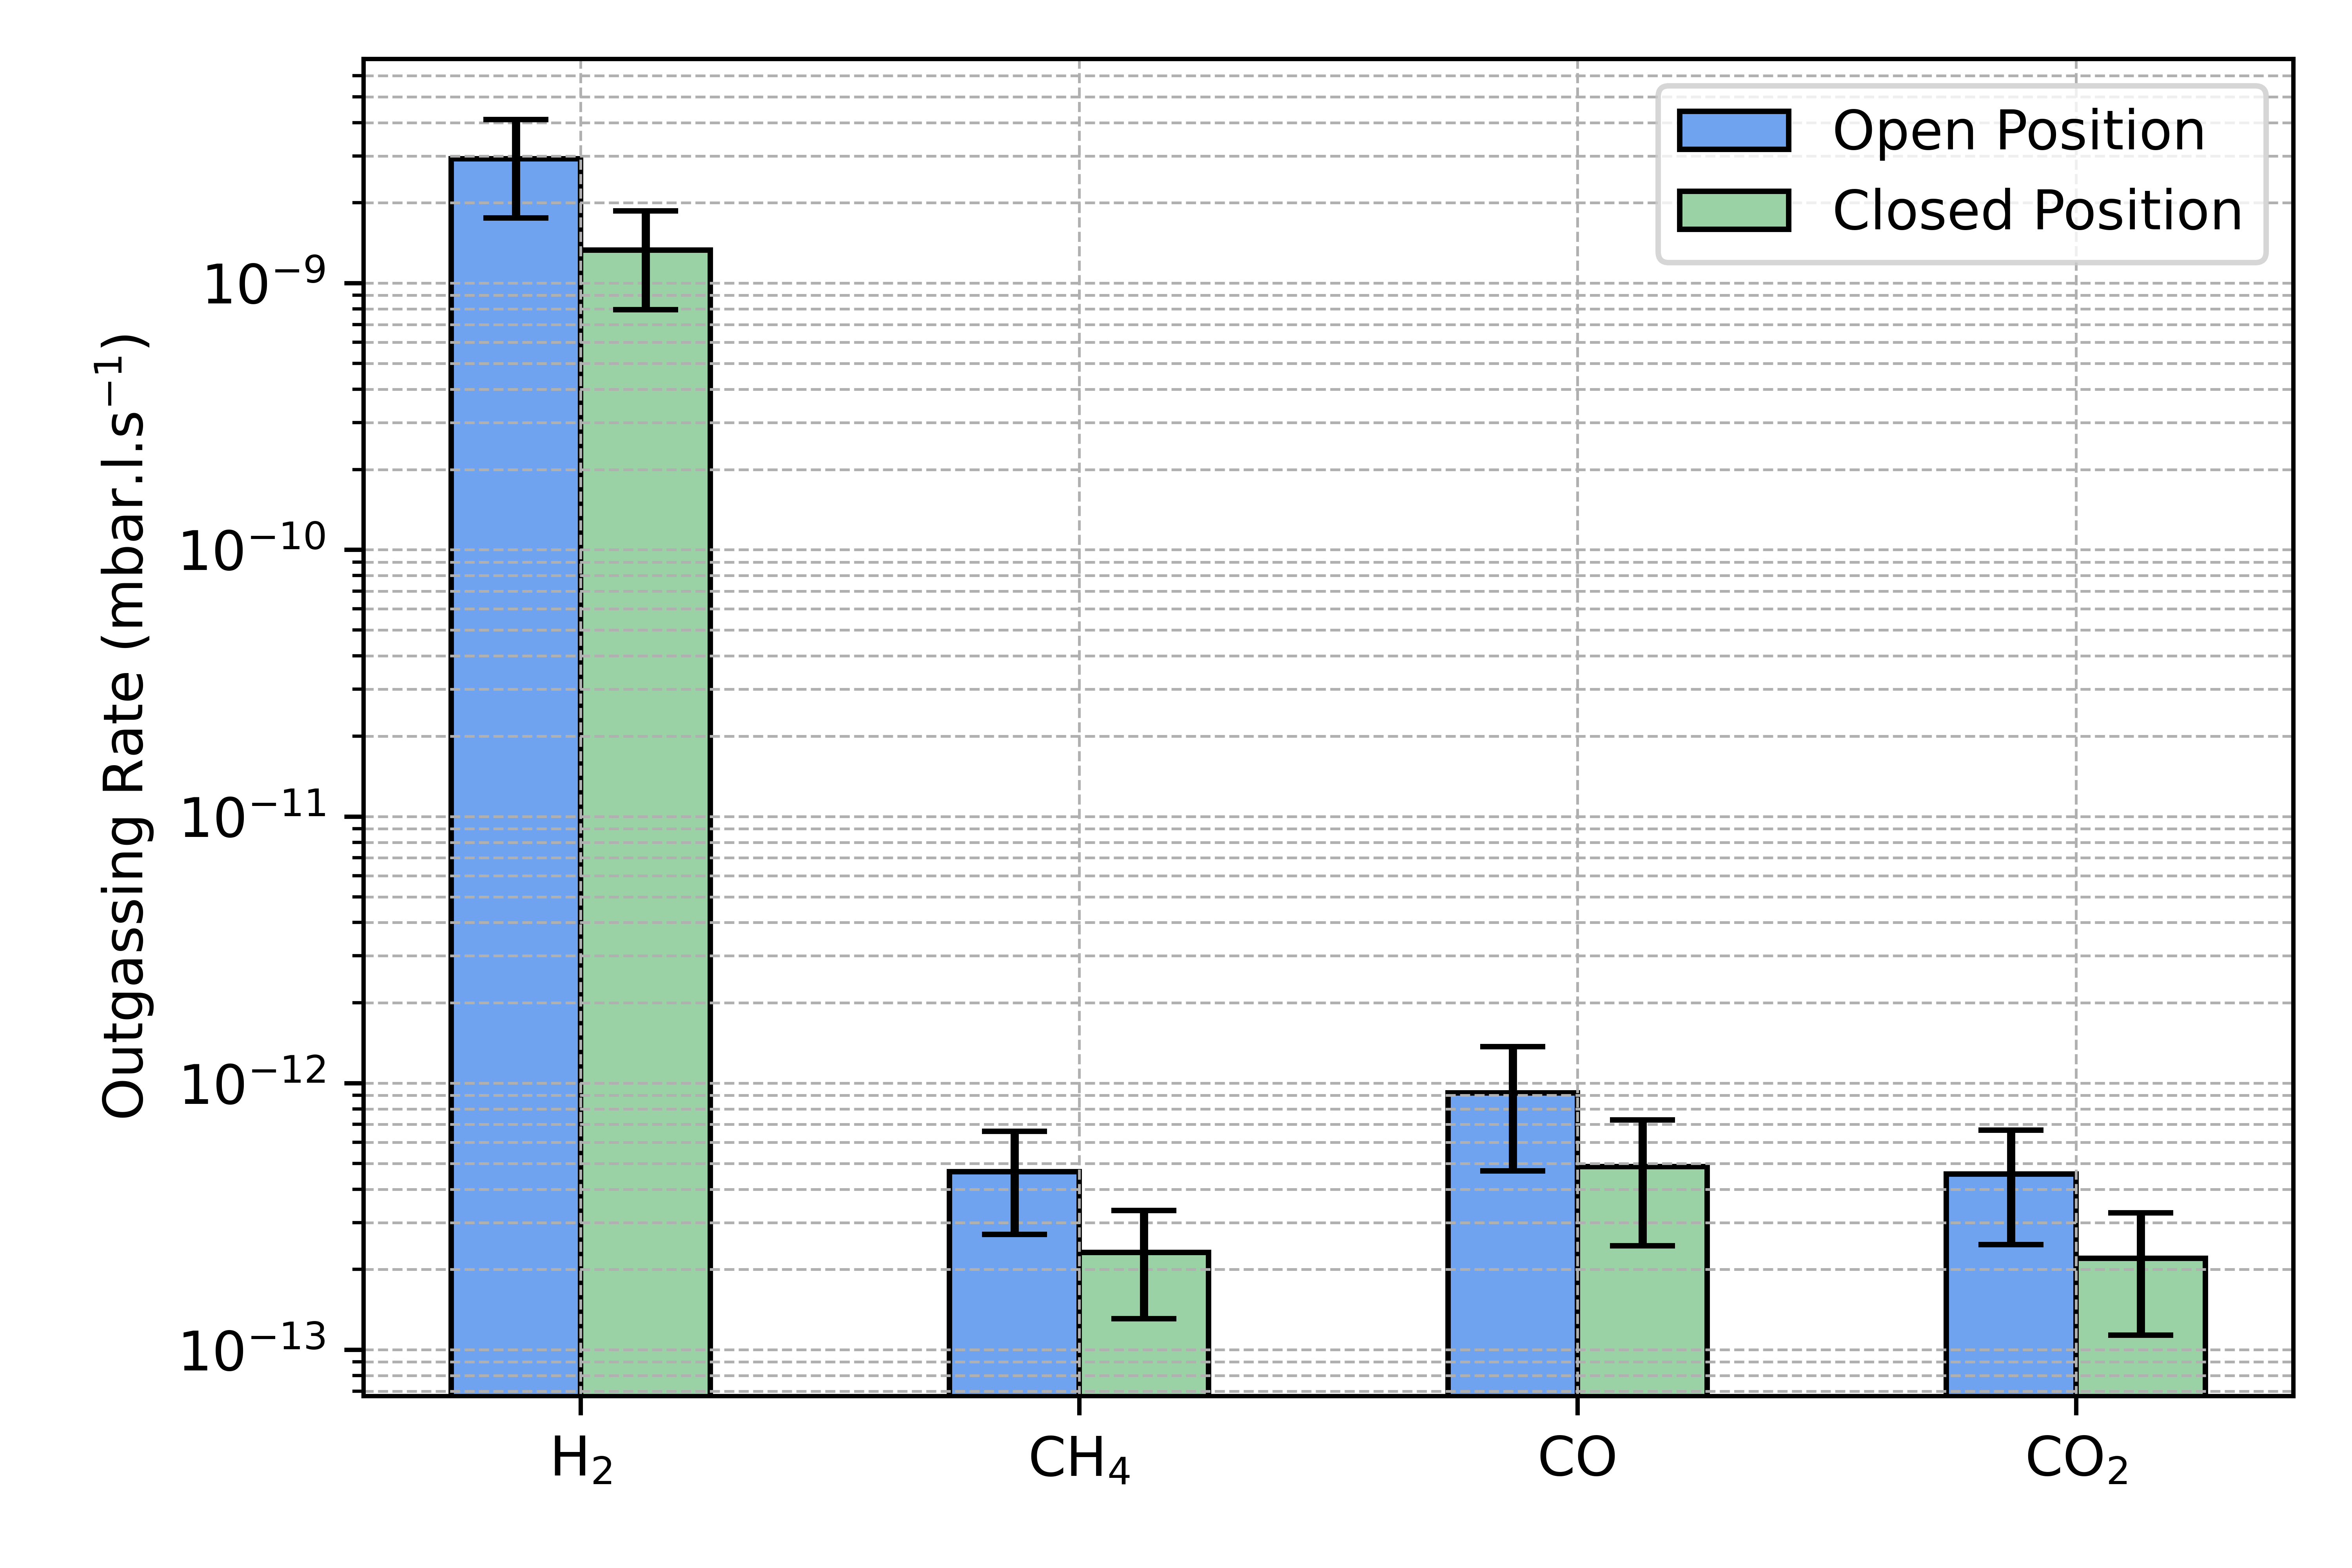 Outgassing Rate (mbar.l.s⁻¹)
10⁻⁹
10⁻¹⁰
10⁻¹¹
10⁻¹²
10⁻¹³
Open Position
Closed Position
H₂ CH₄ CO CO₂